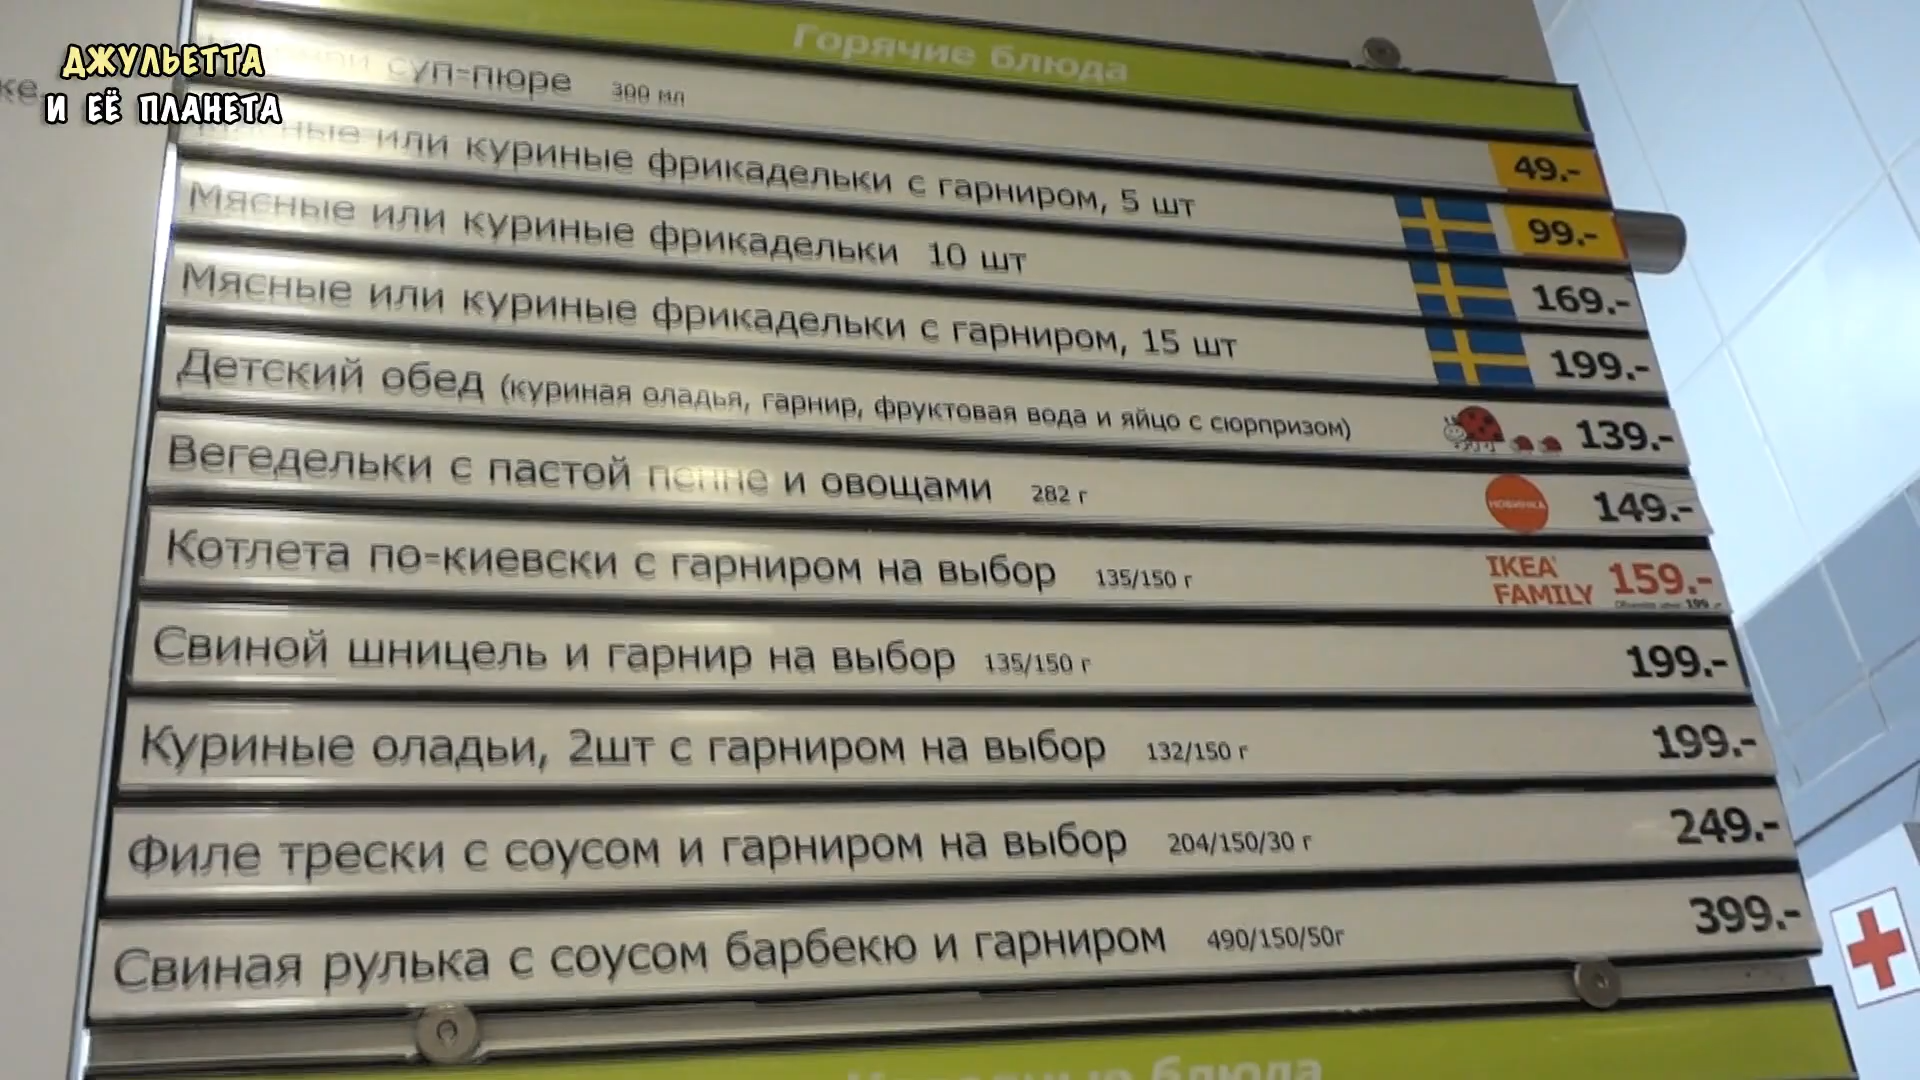 ДЖУЛЬЕТТА
И ЕЁ ПЛАНЕТА
Горячие блюда
суп-пюре 300 мл 49.-
Мясные или куриные фрикадельки с гарниром, 5 шт 99.-
Мясные или куриные фрикадельки 10 шт 169.-
Мясные или куриные фрикадельки с гарниром, 15 шт 199.-
Детский обед (куриная оладья, гарнир, фруктовая вода и яйцо с сюрпризом) 139.-
Вегедельки с пастой пенне и овощами 282 г НОВИНКА 149.-
Котлета по-киевски с гарниром на выбор 135/150 г IKEA FAMILY 159.-
199.-
Свиной шницель и гарнир на выбор 135/150 г 199.-
Куриные оладьи, 2шт с гарниром на выбор 132/150 г 199.-
Филе трески с соусом и гарниром на выбор 204/150/30 г 249.-
Свиная рулька с соусом барбекю и гарниром 490/150/50г 399.-
блюда